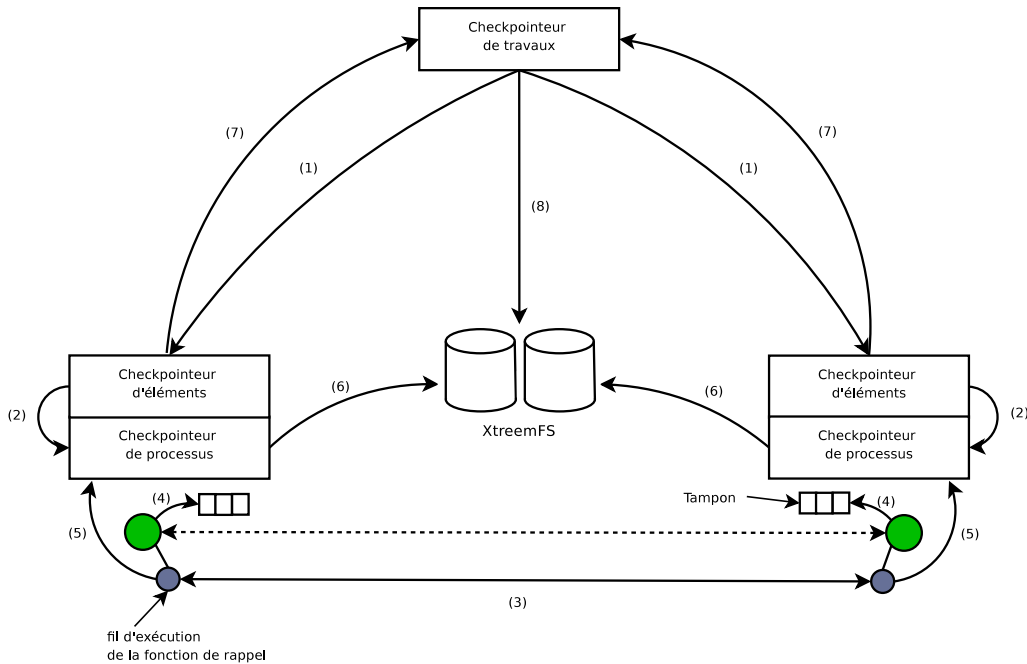 Checkpointeur
de travaux
(7)
(7)
(1)
(1)
(8)
Checkpointeur
d'éléments
Checkpointeur
d'éléments
(6)
(6)
(2)
(2)
Checkpointeur
de processus
XtreemFS
Checkpointeur
de processus
(4)
Tampon
(4)
(5)
(5)
(3)
fil d'exécution
de la fonction de rappel